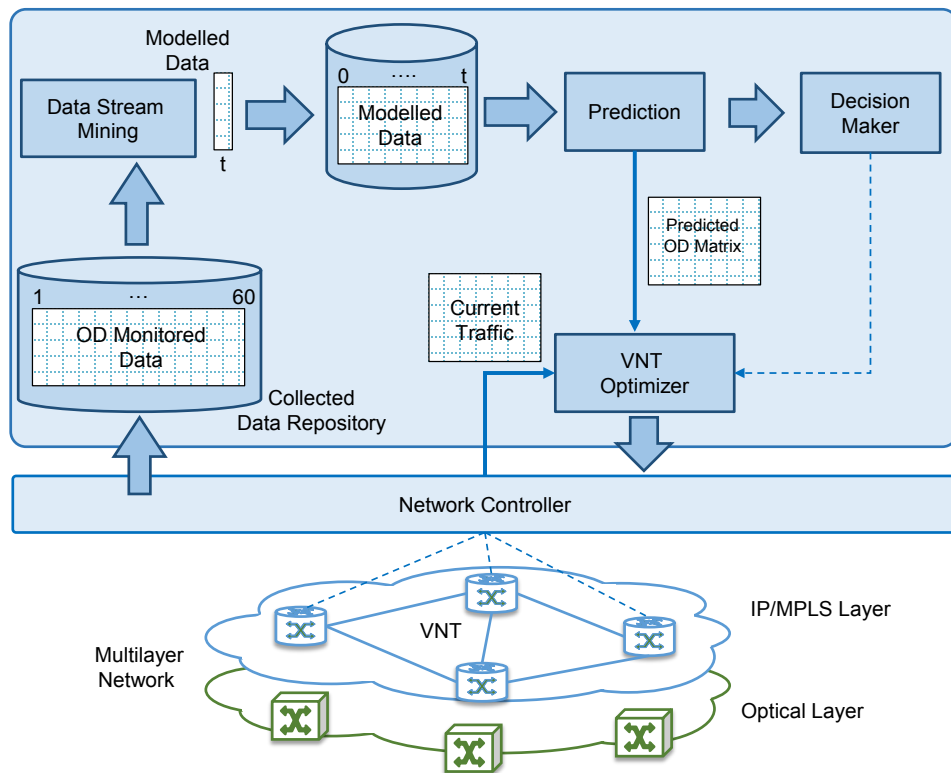 Modelled
Data
Data Stream
Mining
t
0 .... t
Modelled
Data
Prediction
Decision
Maker
Predicted
OD Matrix
1 ... 60
OD Monitored
Data
Collected
Data Repository
Current
Traffic
VNT
Optimizer
Network Controller
IP/MPLS Layer
VNT
Multilayer
Network
Optical Layer